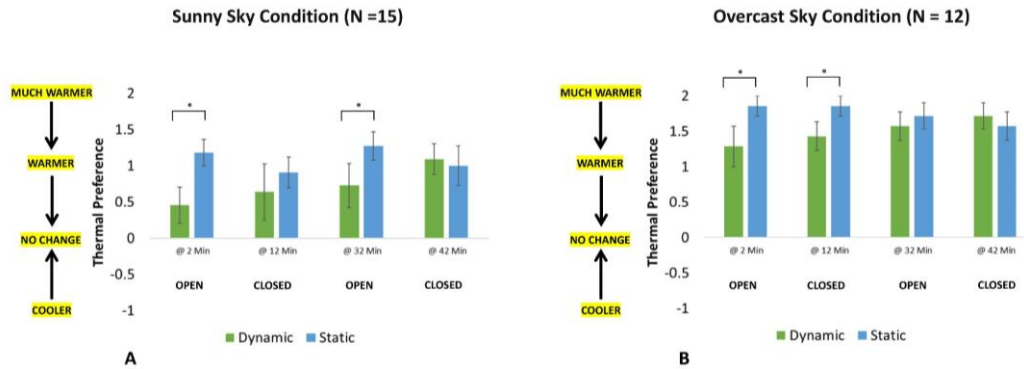 Sunny Sky Condition (N =15)
MUCH WARMER
WARMER
NO CHANGE
COOLER
Thermal Preference
2
1.5
1
0.5
0
-0.5
-1
*
*
@ 2 Min
@ 12 Min
@ 32 Min
@ 42 Min
OPEN
CLOSED
OPEN
CLOSED
Dynamic
Static
A
Overcast Sky Condition (N = 12)
MUCH WARMER
WARMER
NO CHANGE
COOLER
Thermal Preference
2
1.5
1
0.5
0
-0.5
-1
*
*
@ 2 Min
@ 12 Min
@ 32 Min
@ 42 Min
OPEN
CLOSED
OPEN
CLOSED
Dynamic
Static
B